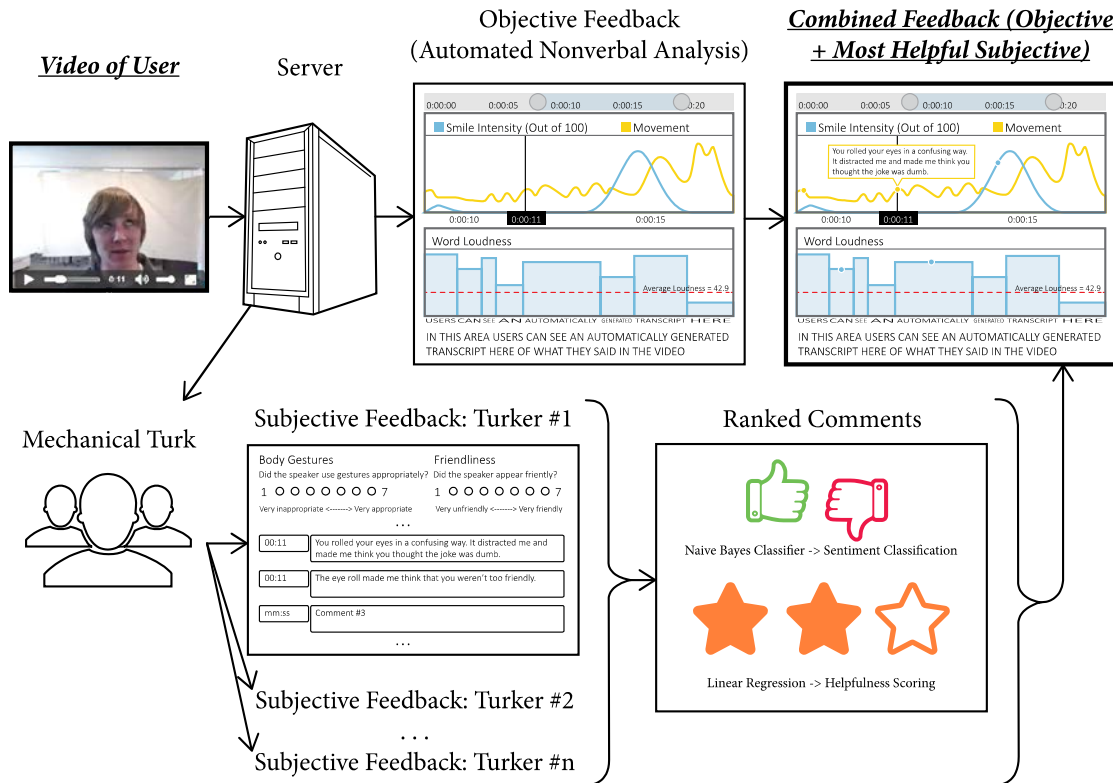 Video of User
Server
Objective Feedback
(Automated Nonverbal Analysis)
Combined Feedback (Objective
+ Most Helpful Subjective)
0:11
0:00:00 0:00:05 0:00:10 0:00:15 :20
Smile Intensity (Out of 100) Movement
0:00:10 0:00:11 0:00:15
Word Loudness
Average Loudness = 42.9
USERS CAN SEE AN AUTOMATICALLY GENERATED TRANSCRIPT HERE
IN THIS AREA USERS CAN SEE AN AUTOMATICALLY GENERATED
TRANSCRIPT HERE OF WHAT THEY SAID IN THE VIDEO
0:00:00 0:00:05 0:00:10 0:00:15 :20
Smile Intensity (Out of 100) Movement
You rolled your eyes in a confusing way.
It distracted me and made me think you
thought the joke was dumb.
0:00:10 0:00:11 0:00:15
Word Loudness
Average Loudness = 42.9
USERS CAN SEE AN AUTOMATICALLY GENERATED TRANSCRIPT HERE
IN THIS AREA USERS CAN SEE AN AUTOMATICALLY GENERATED
TRANSCRIPT HERE OF WHAT THEY SAID IN THE VIDEO
Mechanical Turk
Subjective Feedback: Turker #1
Body Gestures Friendliness
Did the speaker use gestures appropriately? Did the speaker appear friently?
1 7 1 7
Very inappropriate <-------> Very appropriate Very unfriendly <-------> Very friendly
...
00:11 You rolled your eyes in a confusing way. It distracted me and
made me think you thought the joke was dumb.
00:11 The eye roll made me think that you weren't too friendly.
mm:ss Comment #3
...
Subjective Feedback: Turker #2
...
Subjective Feedback: Turker #n
Ranked Comments
Naive Bayes Classifier -> Sentiment Classification
Linear Regression -> Helpfulness Scoring